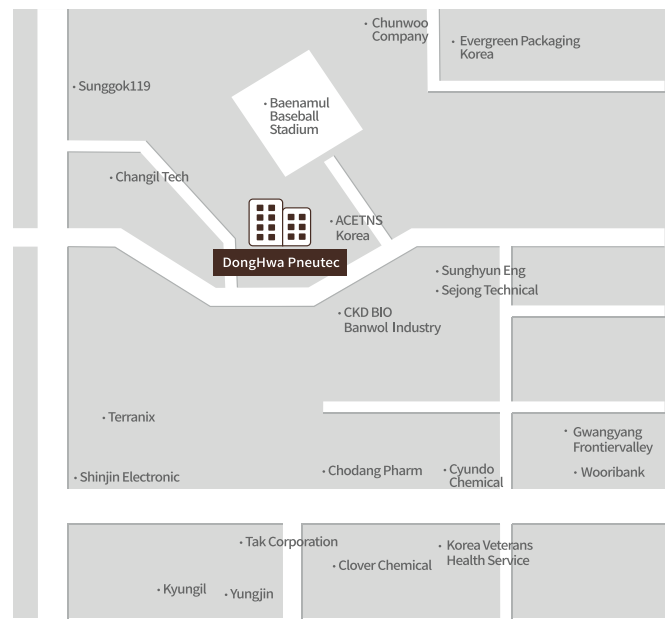 Chunwoo
Company
Evergreen Packaging
Korea
Sunggok119
Baenamul
Baseball
Stadium
Changil Tech
ACETNS
Korea
DongHwa Pneutec
Sunghyun Eng
Sejong Technical
CKD BIO
Banwol Industry
Terranix
Gwangyang
Frontiervalley
Shinjin Electronic
Chodang Pharm
Cyundo
Chemical
Wooribank
Tak Corporation
Korea Veterans
Health Service
Clover Chemical
Kyungil
Yungjin